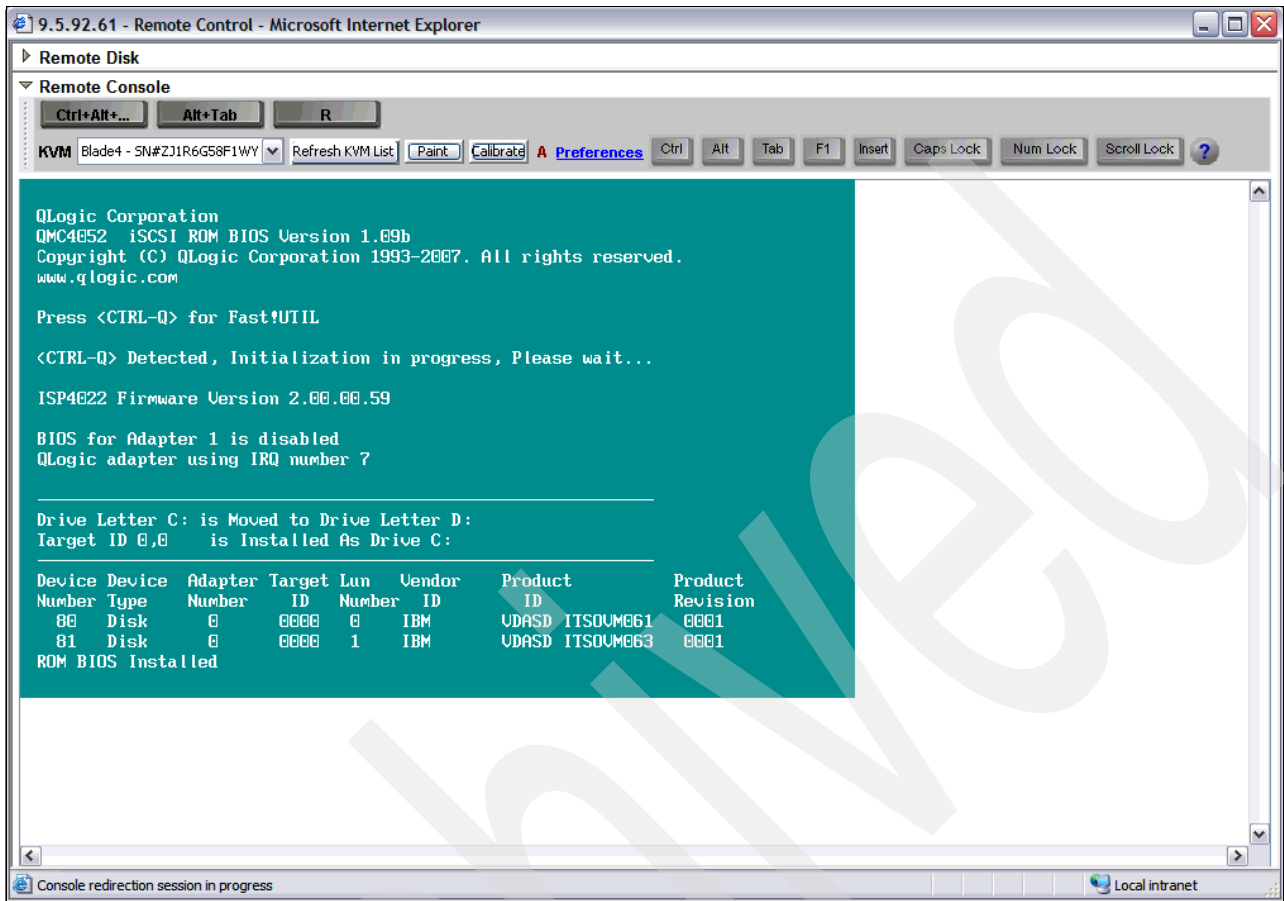 9.5.92.61 - Remote Control - Microsoft Internet Explorer
Remote Disk
Remote Console
Ctrl+Alt+... Alt+Tab R
KVM Blade4 - SN#ZJ1R6G58F1WY Refresh KVM List Paint Calibrate A Preferences Ctrl Alt Tab F1 Insert Caps Lock Num Lock Scroll Lock ?
QLogic Corporation
QMC4052 iSCSI ROM BIOS Version 1.09b
Copyright (C) QLogic Corporation 1993-2007. All rights reserved.
www.qlogic.com
Press <CTRL-Q> for Fast!UTIL
<CTRL-Q> Detected, Initialization in progress, Please wait...
ISP4022 Firmware Version 2.00.00.59
BIOS for Adapter 1 is disabled
QLogic adapter using IRQ number 7
Drive Letter C: is Moved to Drive Letter D:
Target ID 0,0 is Installed As Drive C:
Device Device Adapter Target Lun Vendor Product Product
Number Type Number ID Number ID ID Revision
80 Disk 0 0000 0 IBM VDASD ITSOVM061 0001
81 Disk 0 0000 1 IBM VDASD ITSOVM063 0001
ROM BIOS Installed
Console redirection session in progress
Local intranet